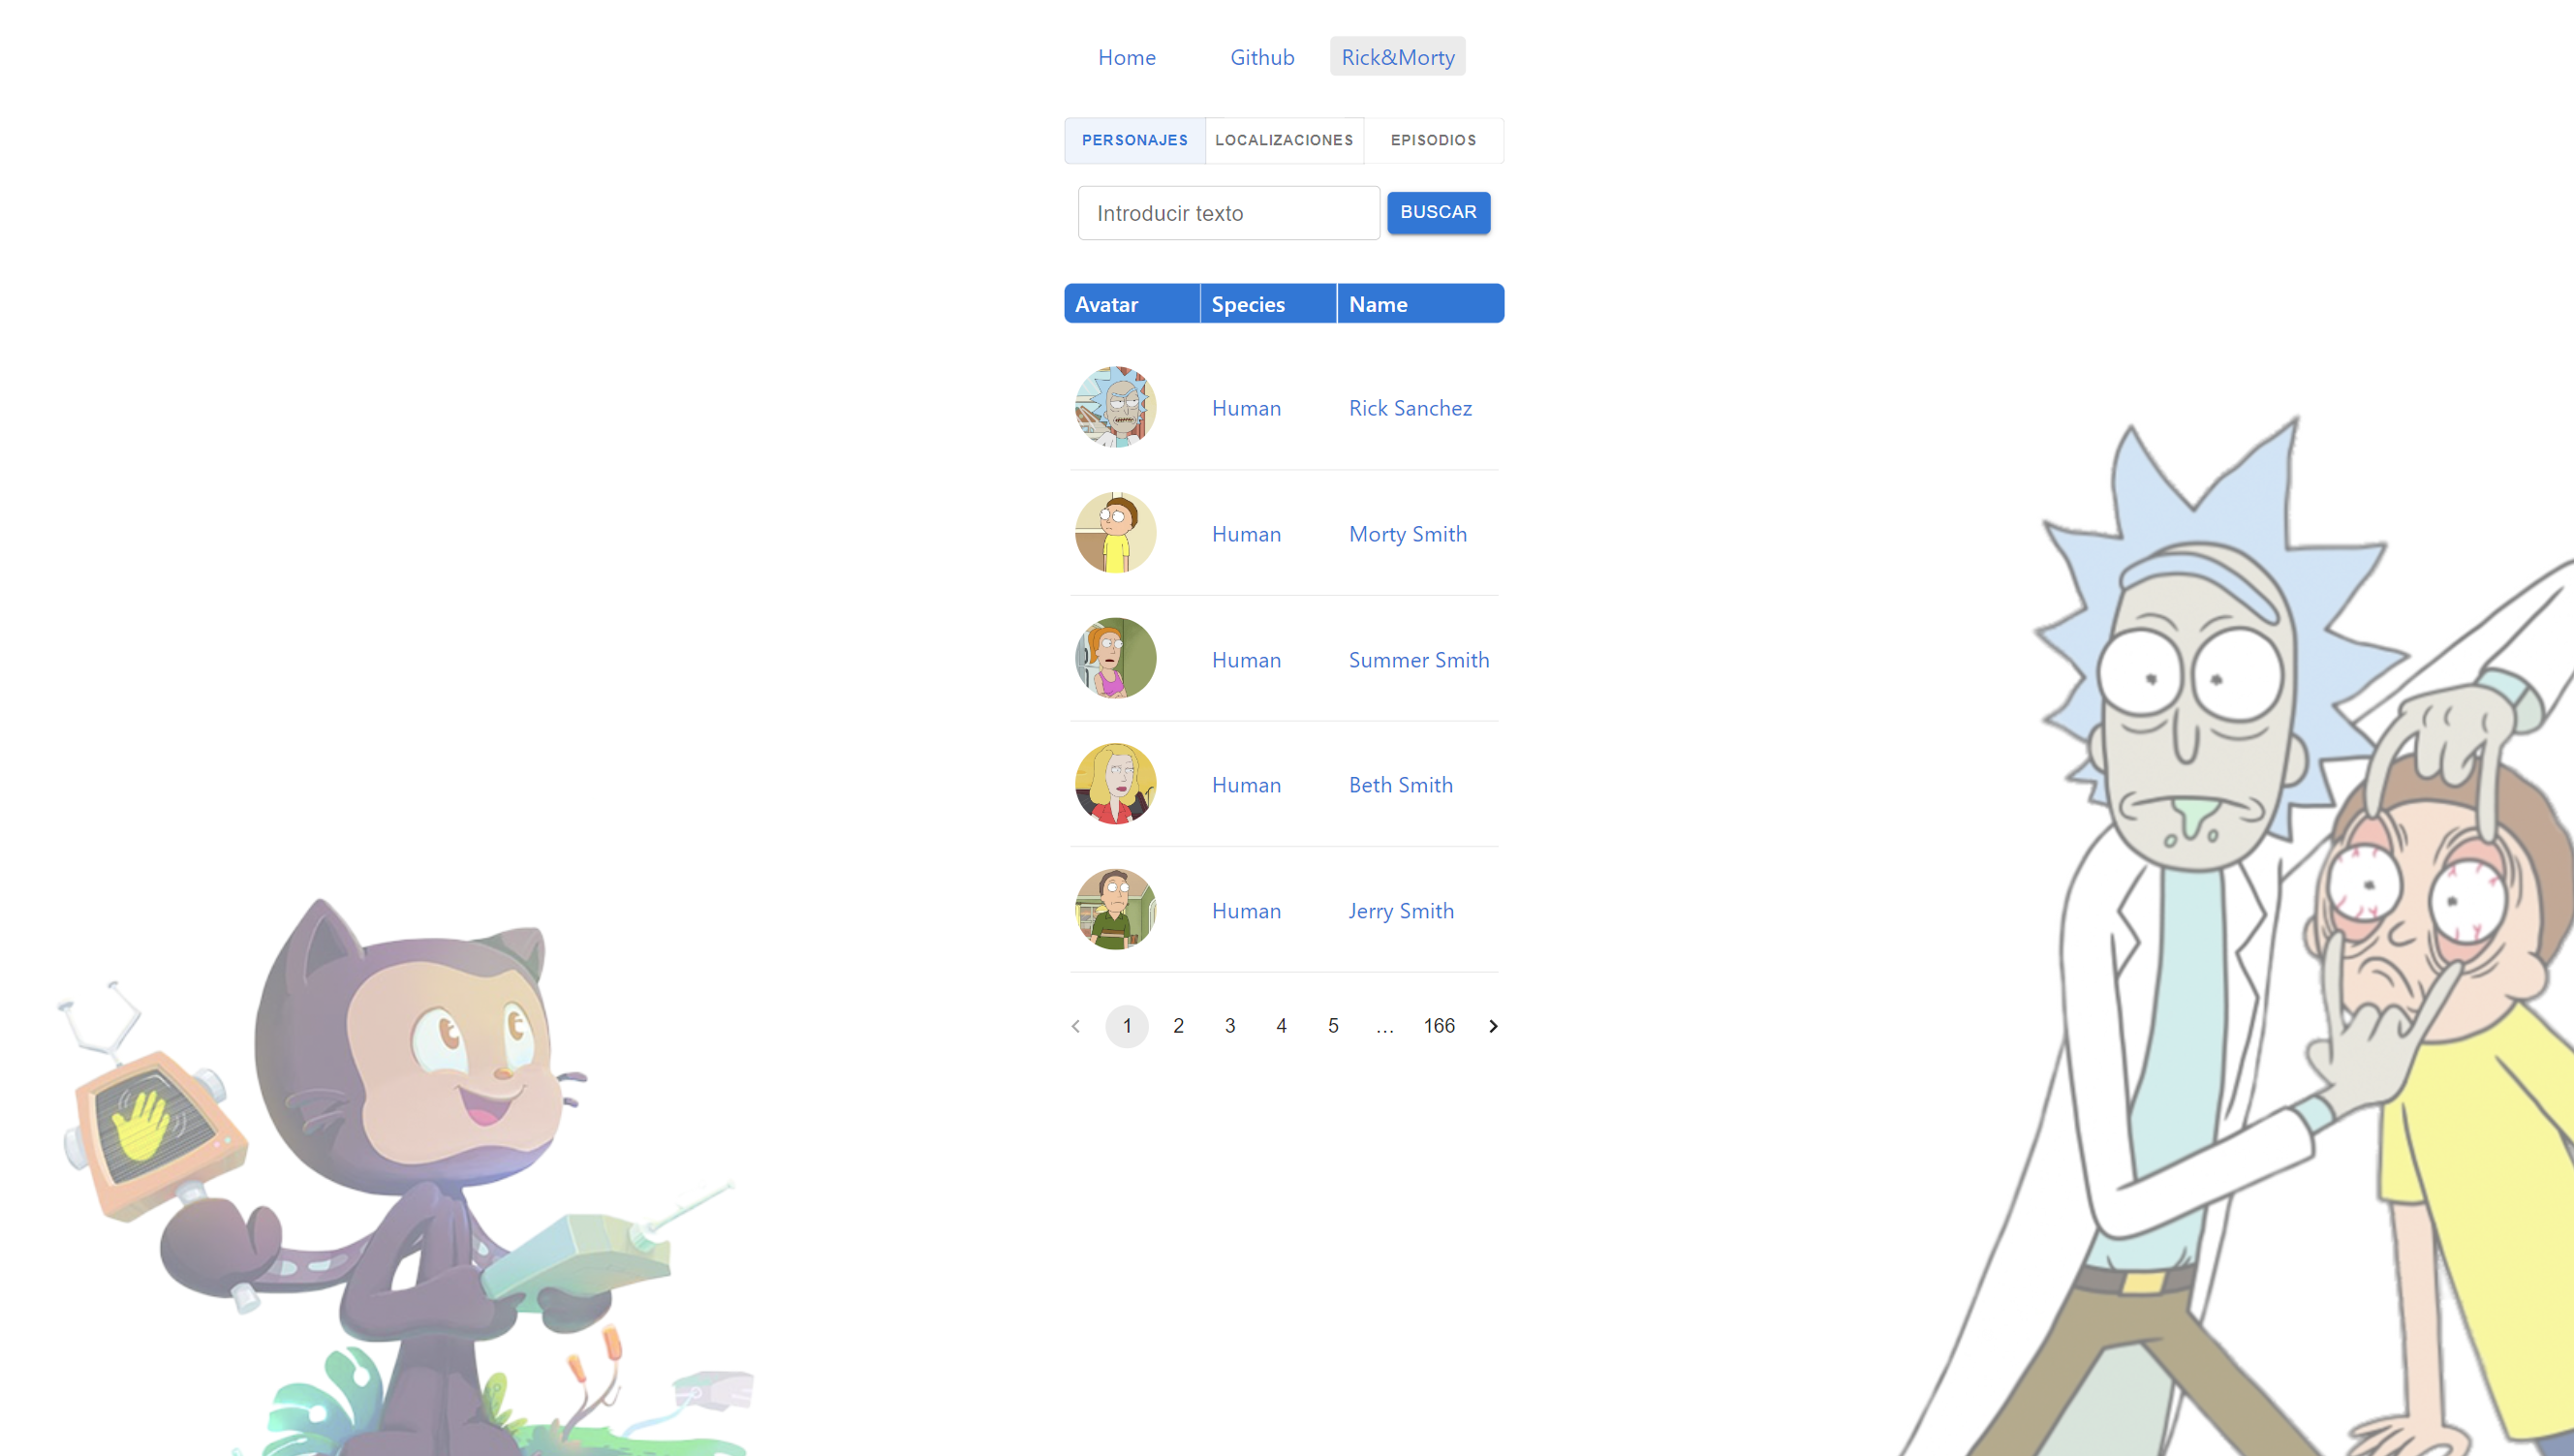 Home Github Rick&Morty
PERSONAJES LOCALIZACIONES EPISODIOS
Introducir texto BUSCAR
Avatar Species Name
Human Rick Sanchez
Human Morty Smith
Human Summer Smith
Human Beth Smith
Human Jerry Smith
1 2 3 4 5 … 166